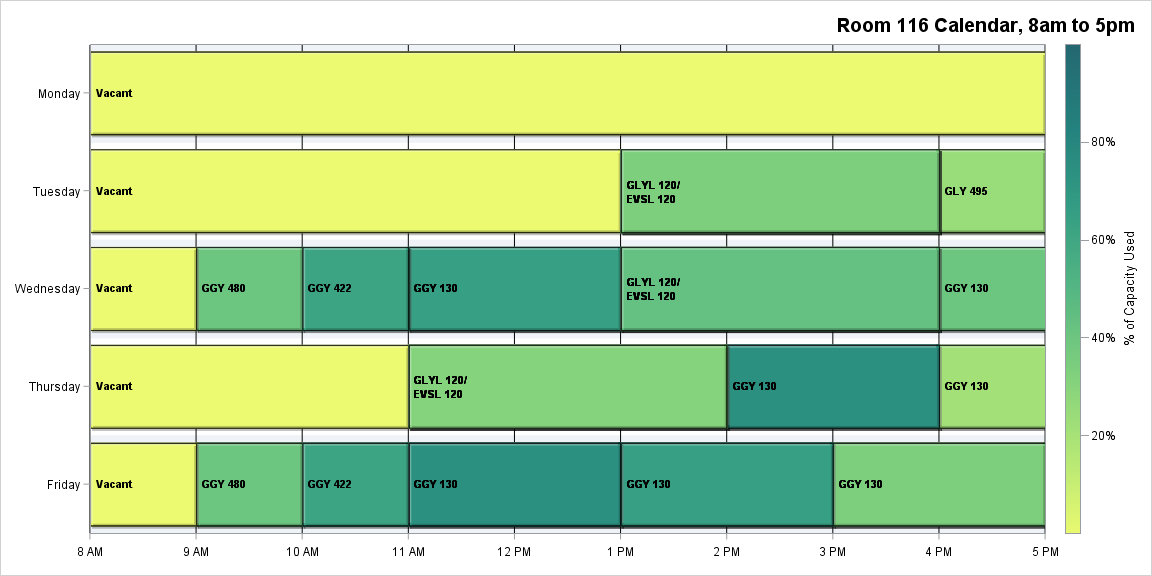 Room 116 Calendar, 8am to 5pm
Monday
Vacant
Tuesday
Vacant
GLYL 120/
EVSL 120
GLY 495
Wednesday
Vacant
GGY 480
GGY 422
GGY 130
GLYL 120/
EVSL 120
GGY 130
Thursday
Vacant
GLYL 120/
EVSL 120
GGY 130
GGY 130
Friday
Vacant
GGY 480
GGY 422
GGY 130
GGY 130
GGY 130
8 AM
9 AM
10 AM
11 AM
12 PM
1 PM
2 PM
3 PM
4 PM
5 PM
80%
60%
40%
20%
% of Capacity Used